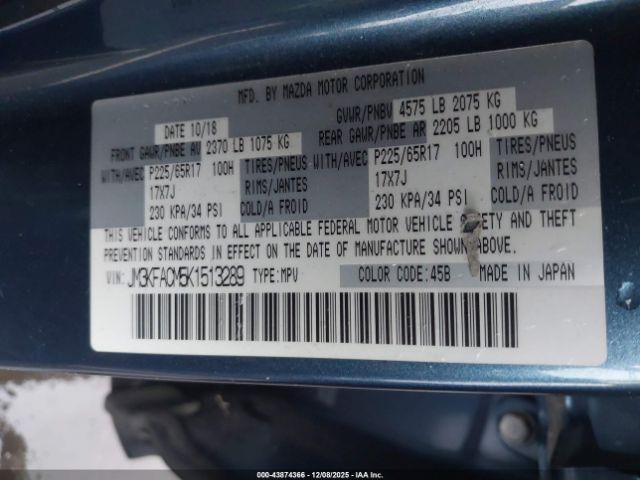 MFD. BY MAZDA MOTOR CORPORATION
DATE 10/18 GVWR/PNBV 4575 LB 2075 KG
FRONT GAWR/PNBE AV 2370 LB 1075 KG REAR GAWR/PNBE AR 2205 LB 1000 KG
WITH/AVEC P225/65R17 100H TIRES/PNEUS WITH/AVEC P225/65R17 100H TIRES/PNEUS
17X7J RIMS/JANTES 17X7J RIMS/JANTES
230 KPA/34 PSI COLD/A FROID 230 KPA/34 PSI COLD/A FROID
THIS VEHICLE CONFORMS TO ALL APPLICABLE FEDERAL MOTOR VEHICLE SAFETY AND THEFT
PREVENTION STANDARDS IN EFFECT ON THE DATE OF MANUFACTURE SHOWN ABOVE.
VIN: JM3KFACM5K1513289 TYPE:MPV COLOR CODE:45B MADE IN JAPAN
00-43874366 | 12/08/2025 | IAA Inc.